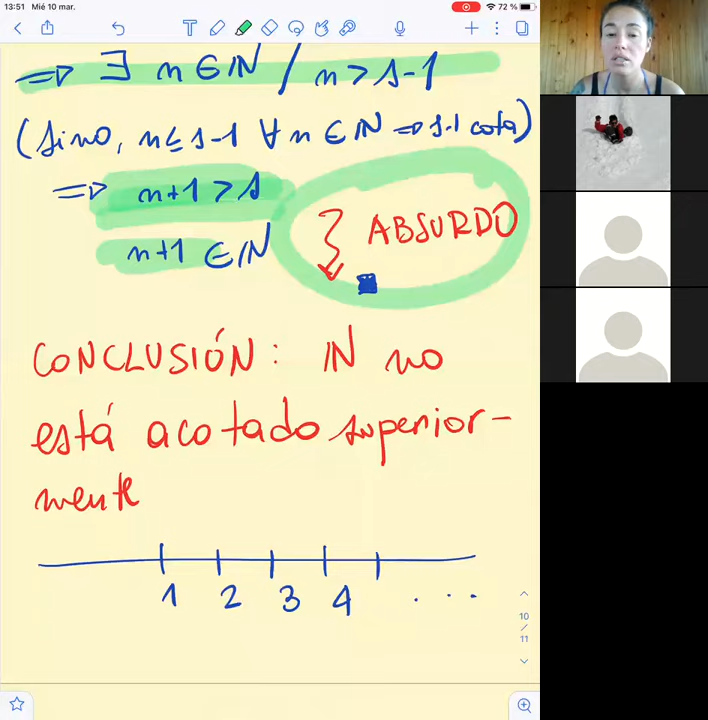 13:51 Mié 10 mar.
72 %
T
=> ∃ n ∈ ℕ / n > s-1
(Sino, n ≤ s-1 ∀ n ∈ ℕ => s-1 cota)
=> n+1 > s
n+1 ∈ ℕ
ABSURDO
CONCLUSIÓN: ℕ no
está acotado superior-
mente
1 2 3 4 . . .
10
/
11